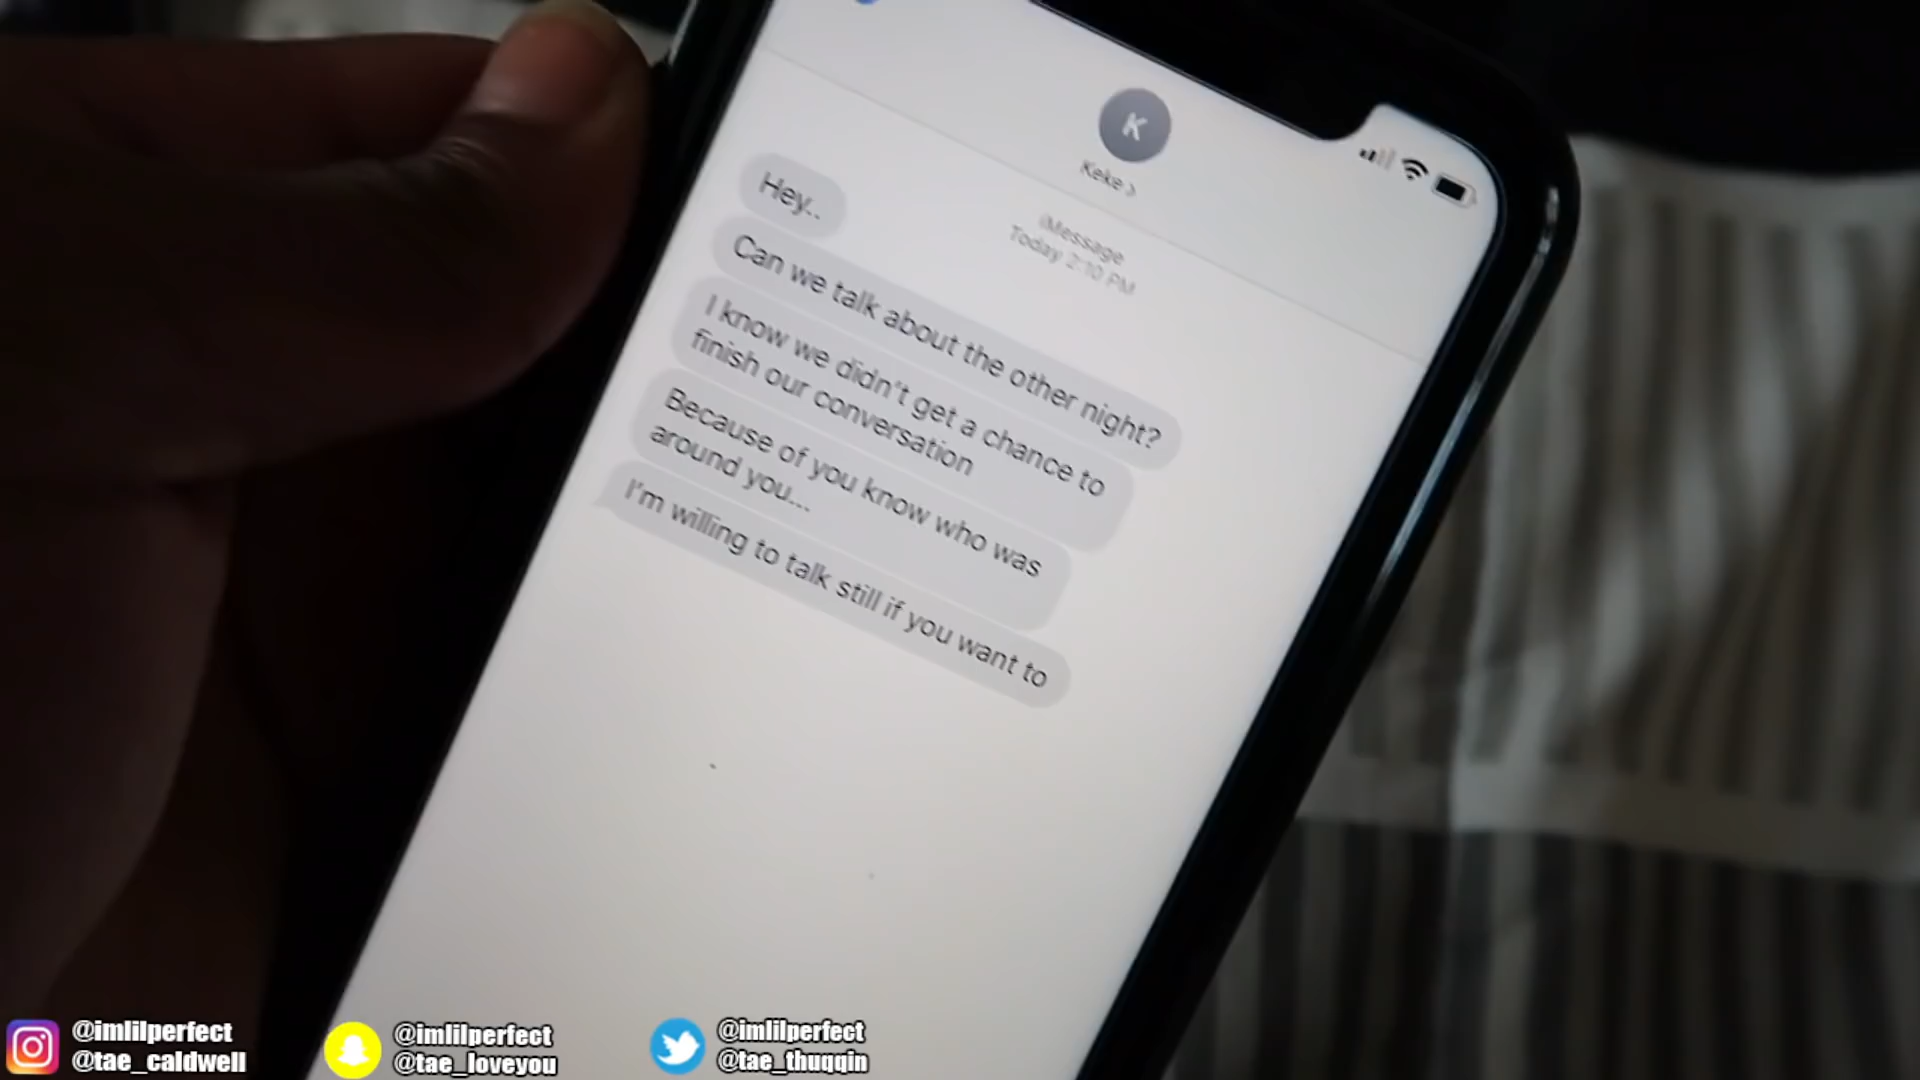 K
Keke >
iMessage
Today 2:10 PM
Hey..
Can we talk about the other night?
I know we didn't get a chance to
finish our conversation
Because of you know who was
around you...
I'm willing to talk still if you want to
@imlilperfect
@tae_caldwell
@imlilperfect
@tae_loveyou
@imlilperfect
@tae_thuqqin